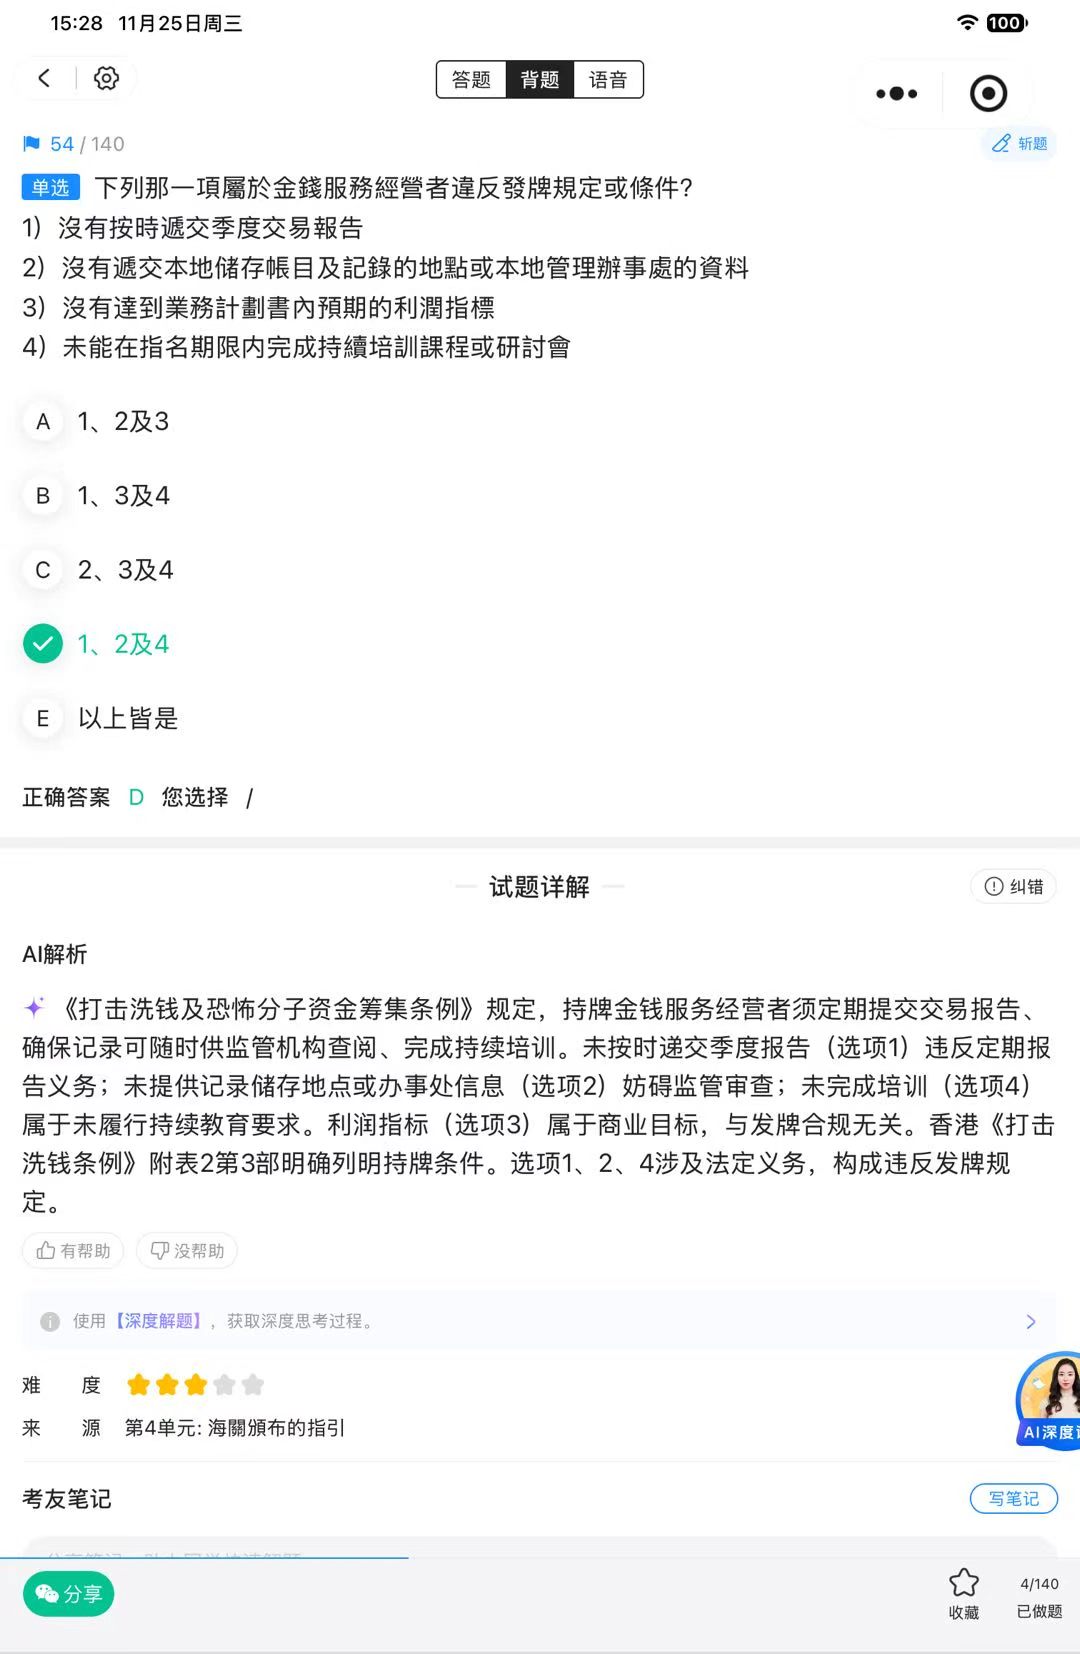 15:28 11月25日周三
100
答题 背题 语音
54/140
斩题
单选 下列那一項屬於金錢服務經營者違反發牌規定或條件?
1）沒有按時遞交季度交易報告
2）沒有遞交本地储存帳目及記錄的地點或本地管理辦事處的資料
3）沒有達到業務計劃書內預期的利潤指標
4）未能在指名期限内完成持續培訓課程或研討會
A 1、2及3
B 1、3及4
C 2、3及4
1、2及4
E 以上皆是
正确答案 D 您选择 /
试题详解
纠错
AI解析
《打击洗钱及恐怖分子资金筹集条例》规定，持牌金钱服务经营者须定期提交交易报告、
确保记录可随时供监管机构查阅、完成持续培训。未按时递交季度报告（选项1）违反定期报
告义务；未提供记录储存地点或办事处信息（选项2）妨碍监管审查；未完成培训（选项4）
属于未履行持续教育要求。利润指标（选项3）属于商业目标，与发牌合规无关。香港《打击
洗钱条例》附表2第3部明确列明持牌条件。选项1、2、4涉及法定义务，构成违反发牌规
定。
有帮助 没帮助
使用【深度解题】，获取深度思考过程。
难 度
AI深度
来 源 第4单元: 海關頒布的指引
考友笔记
写笔记
分享
收藏
4/140
已做题